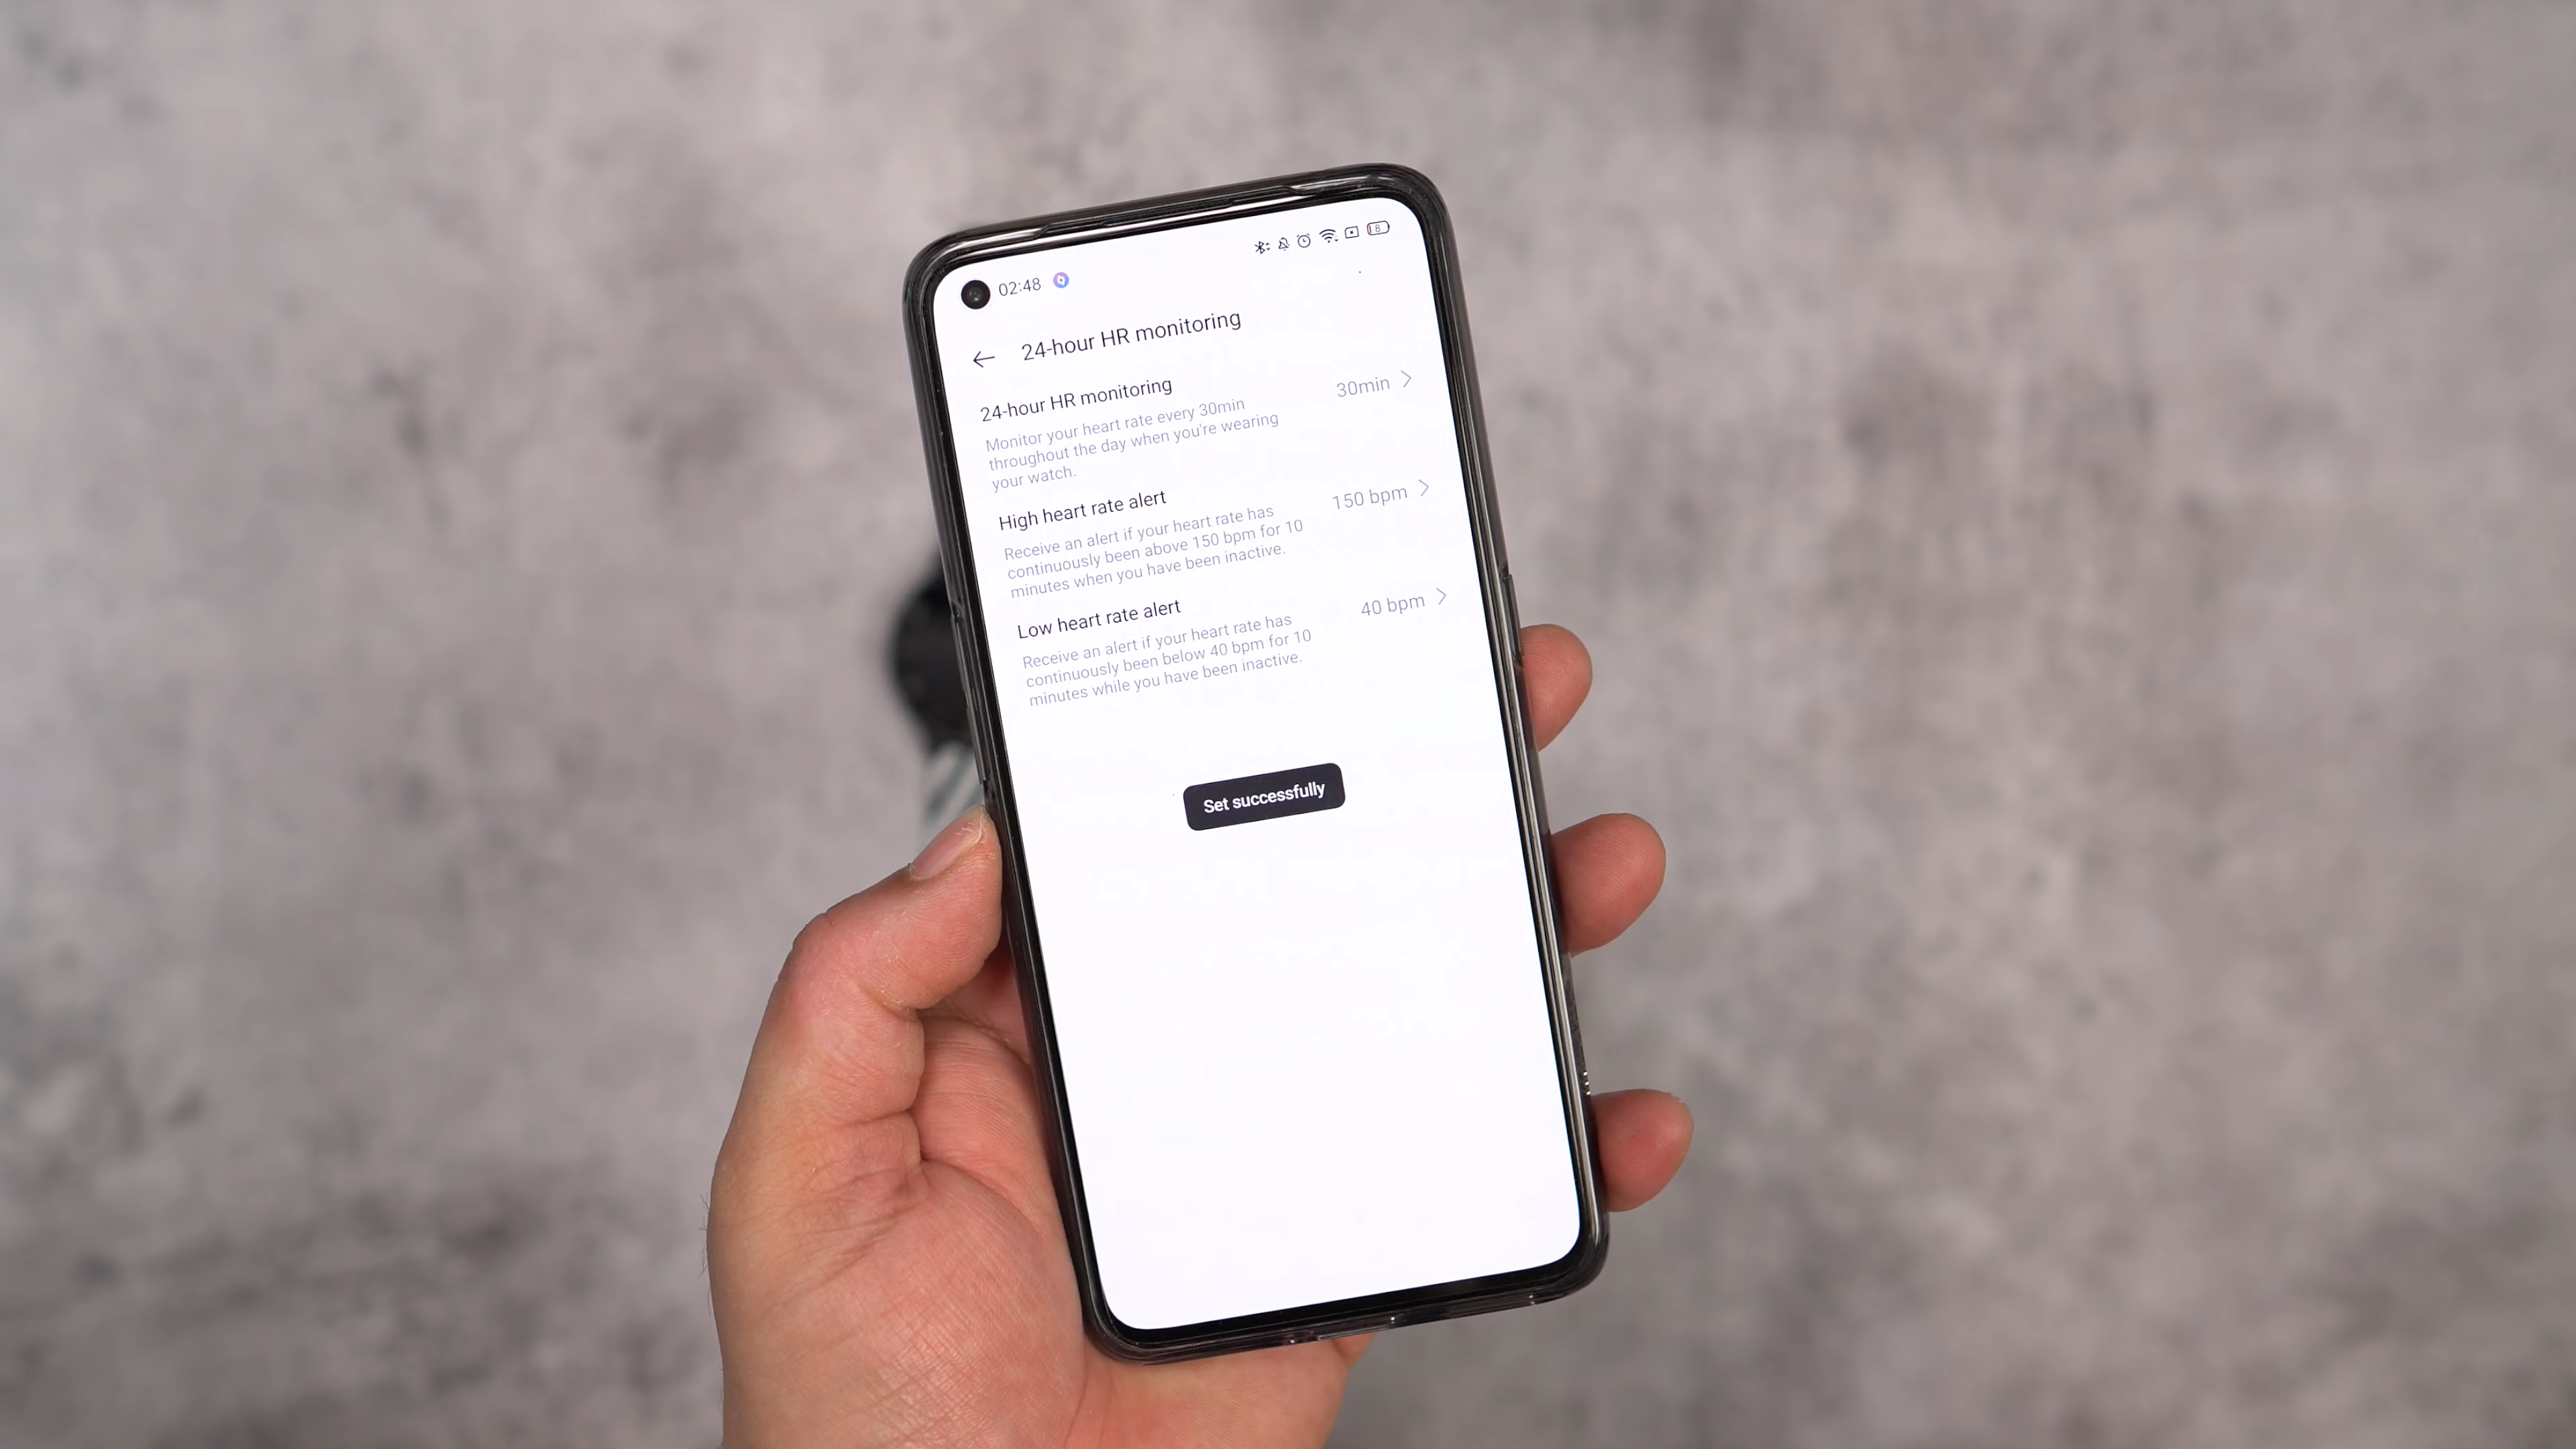 02:48
8
24-hour HR monitoring
24-hour HR monitoring
30min
Monitor your heart rate every 30min
throughout the day when you're wearing
your watch.
High heart rate alert
150 bpm
Receive an alert if your heart rate has
continuously been above 150 bpm for 10
minutes when you have been inactive.
Low heart rate alert
40 bpm
Receive an alert if your heart rate has
continuously been below 40 bpm for 10
minutes while you have been inactive.
Set successfully